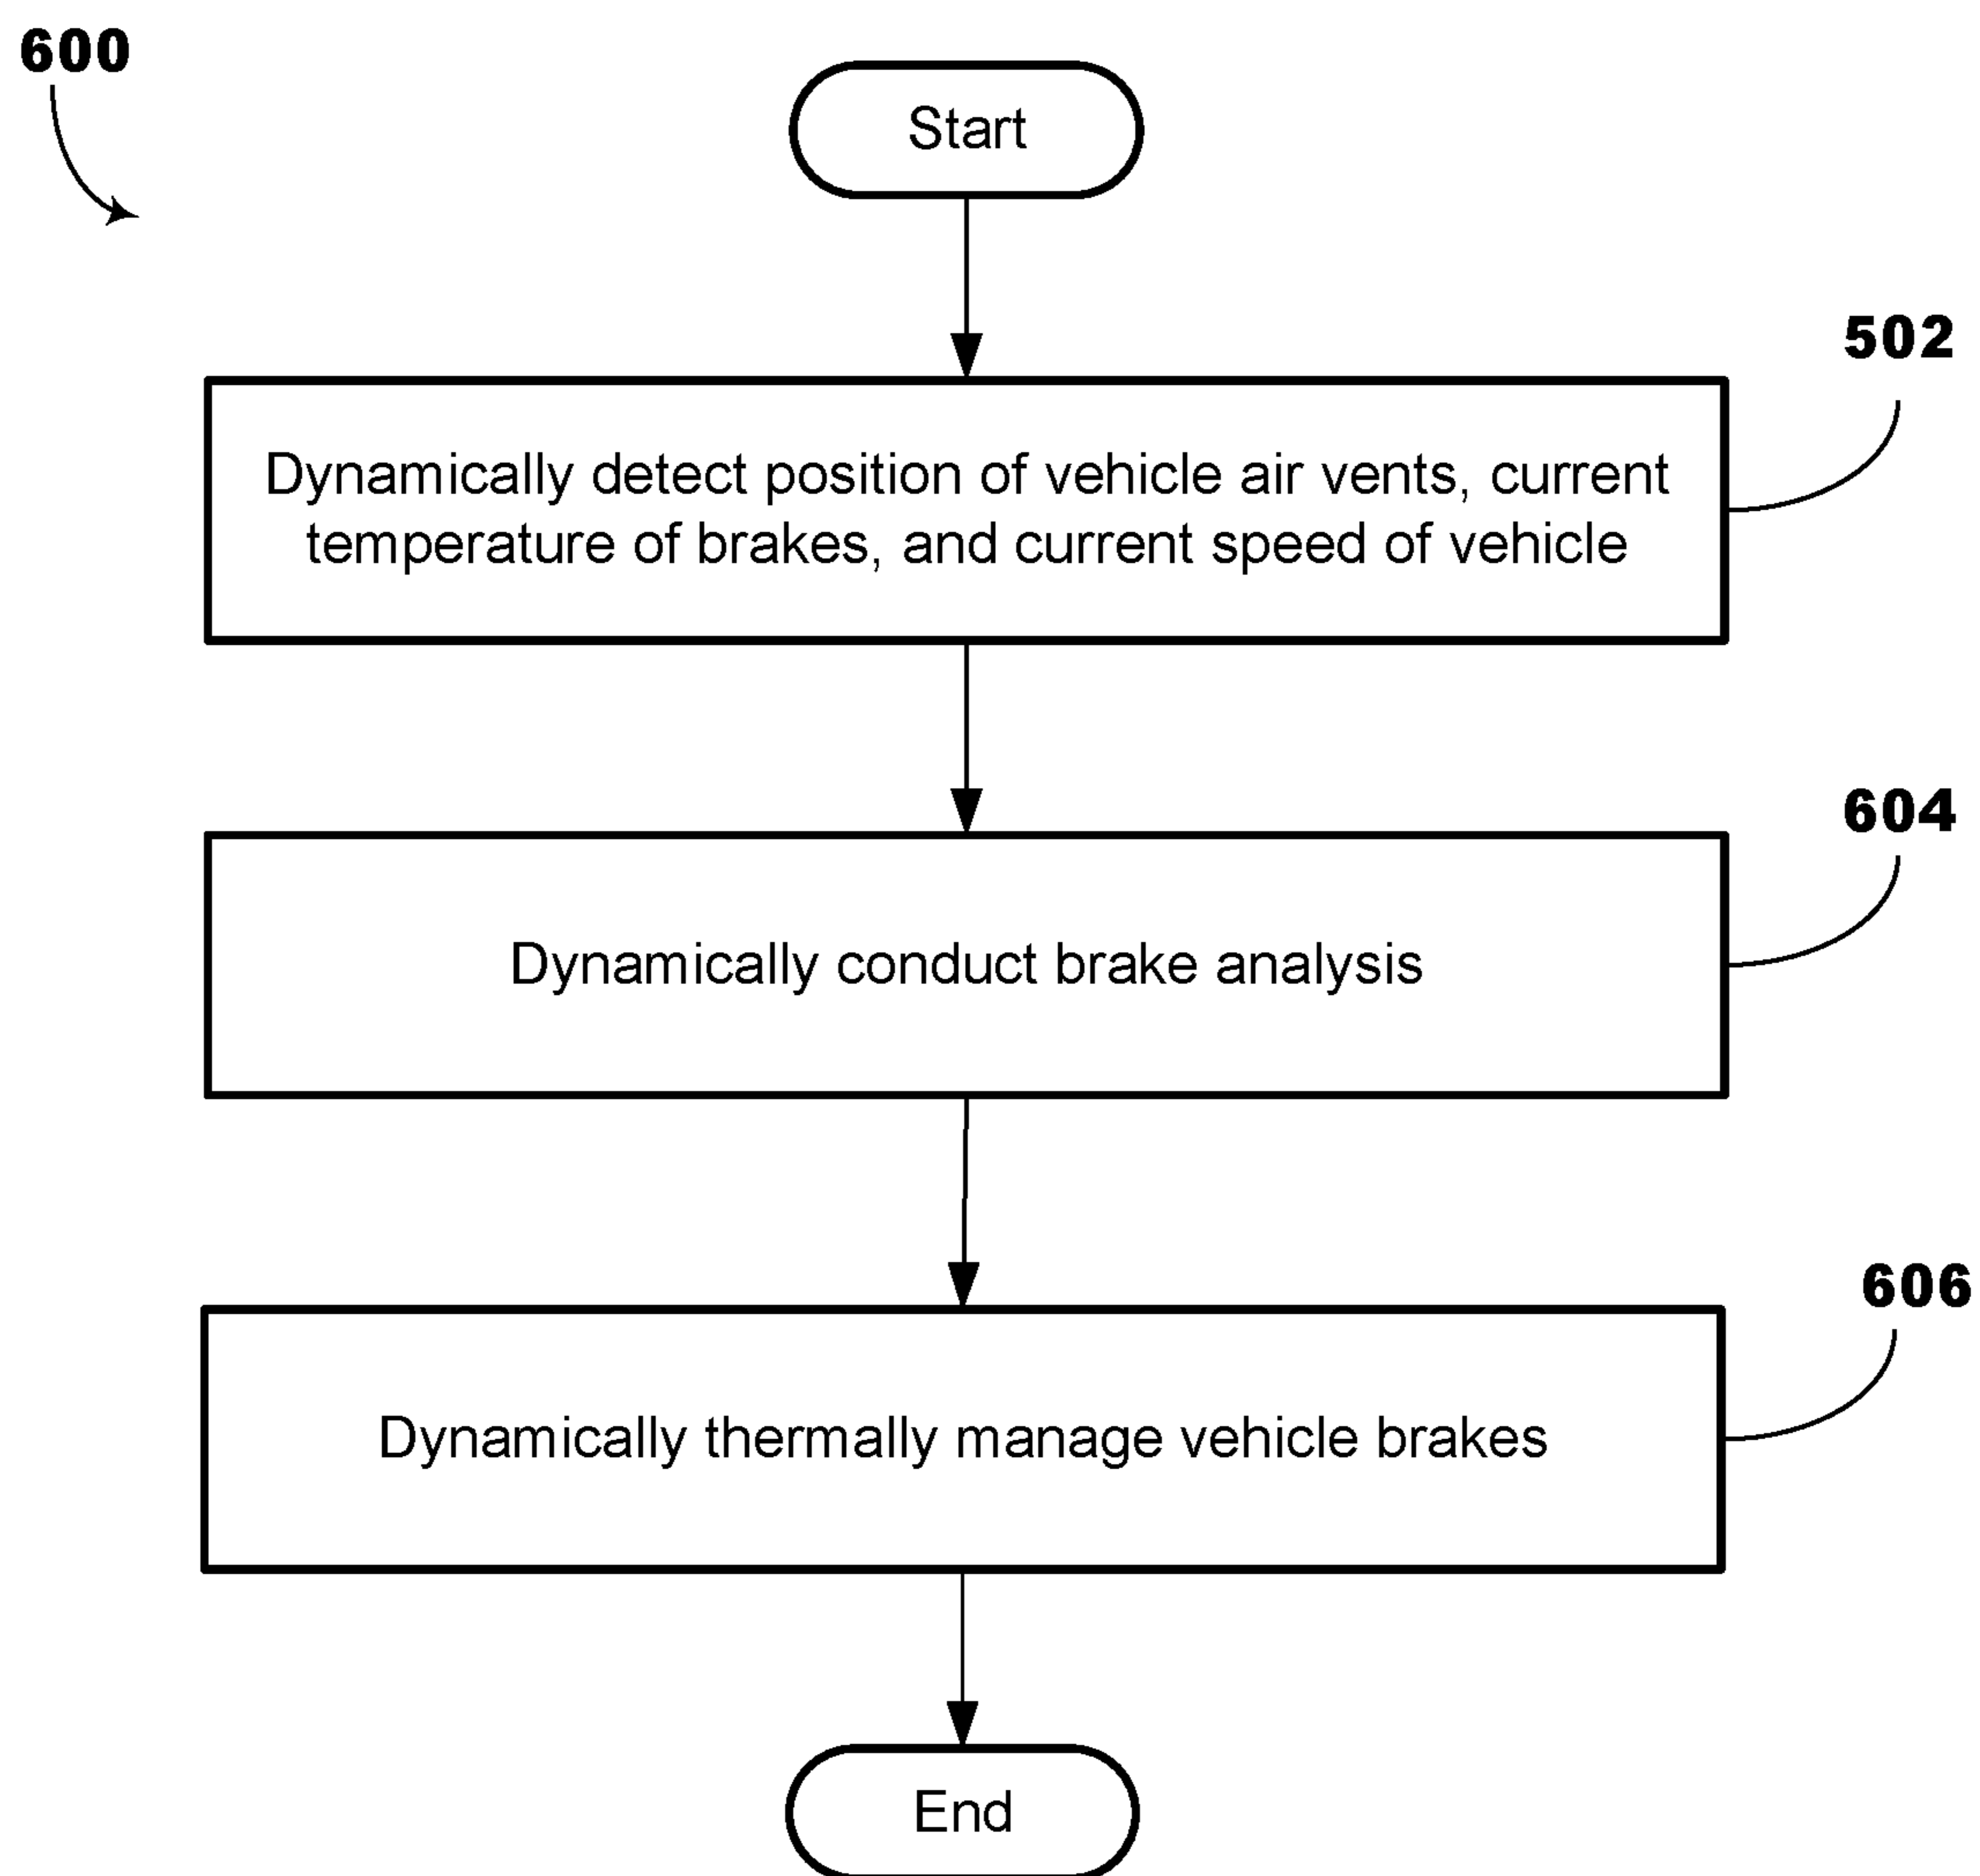 600
Start
502
Dynamically detect position of vehicle air vents, current
temperature of brakes, and current speed of vehicle
604
Dynamically conduct brake analysis
606
Dynamically thermally manage vehicle brakes
End